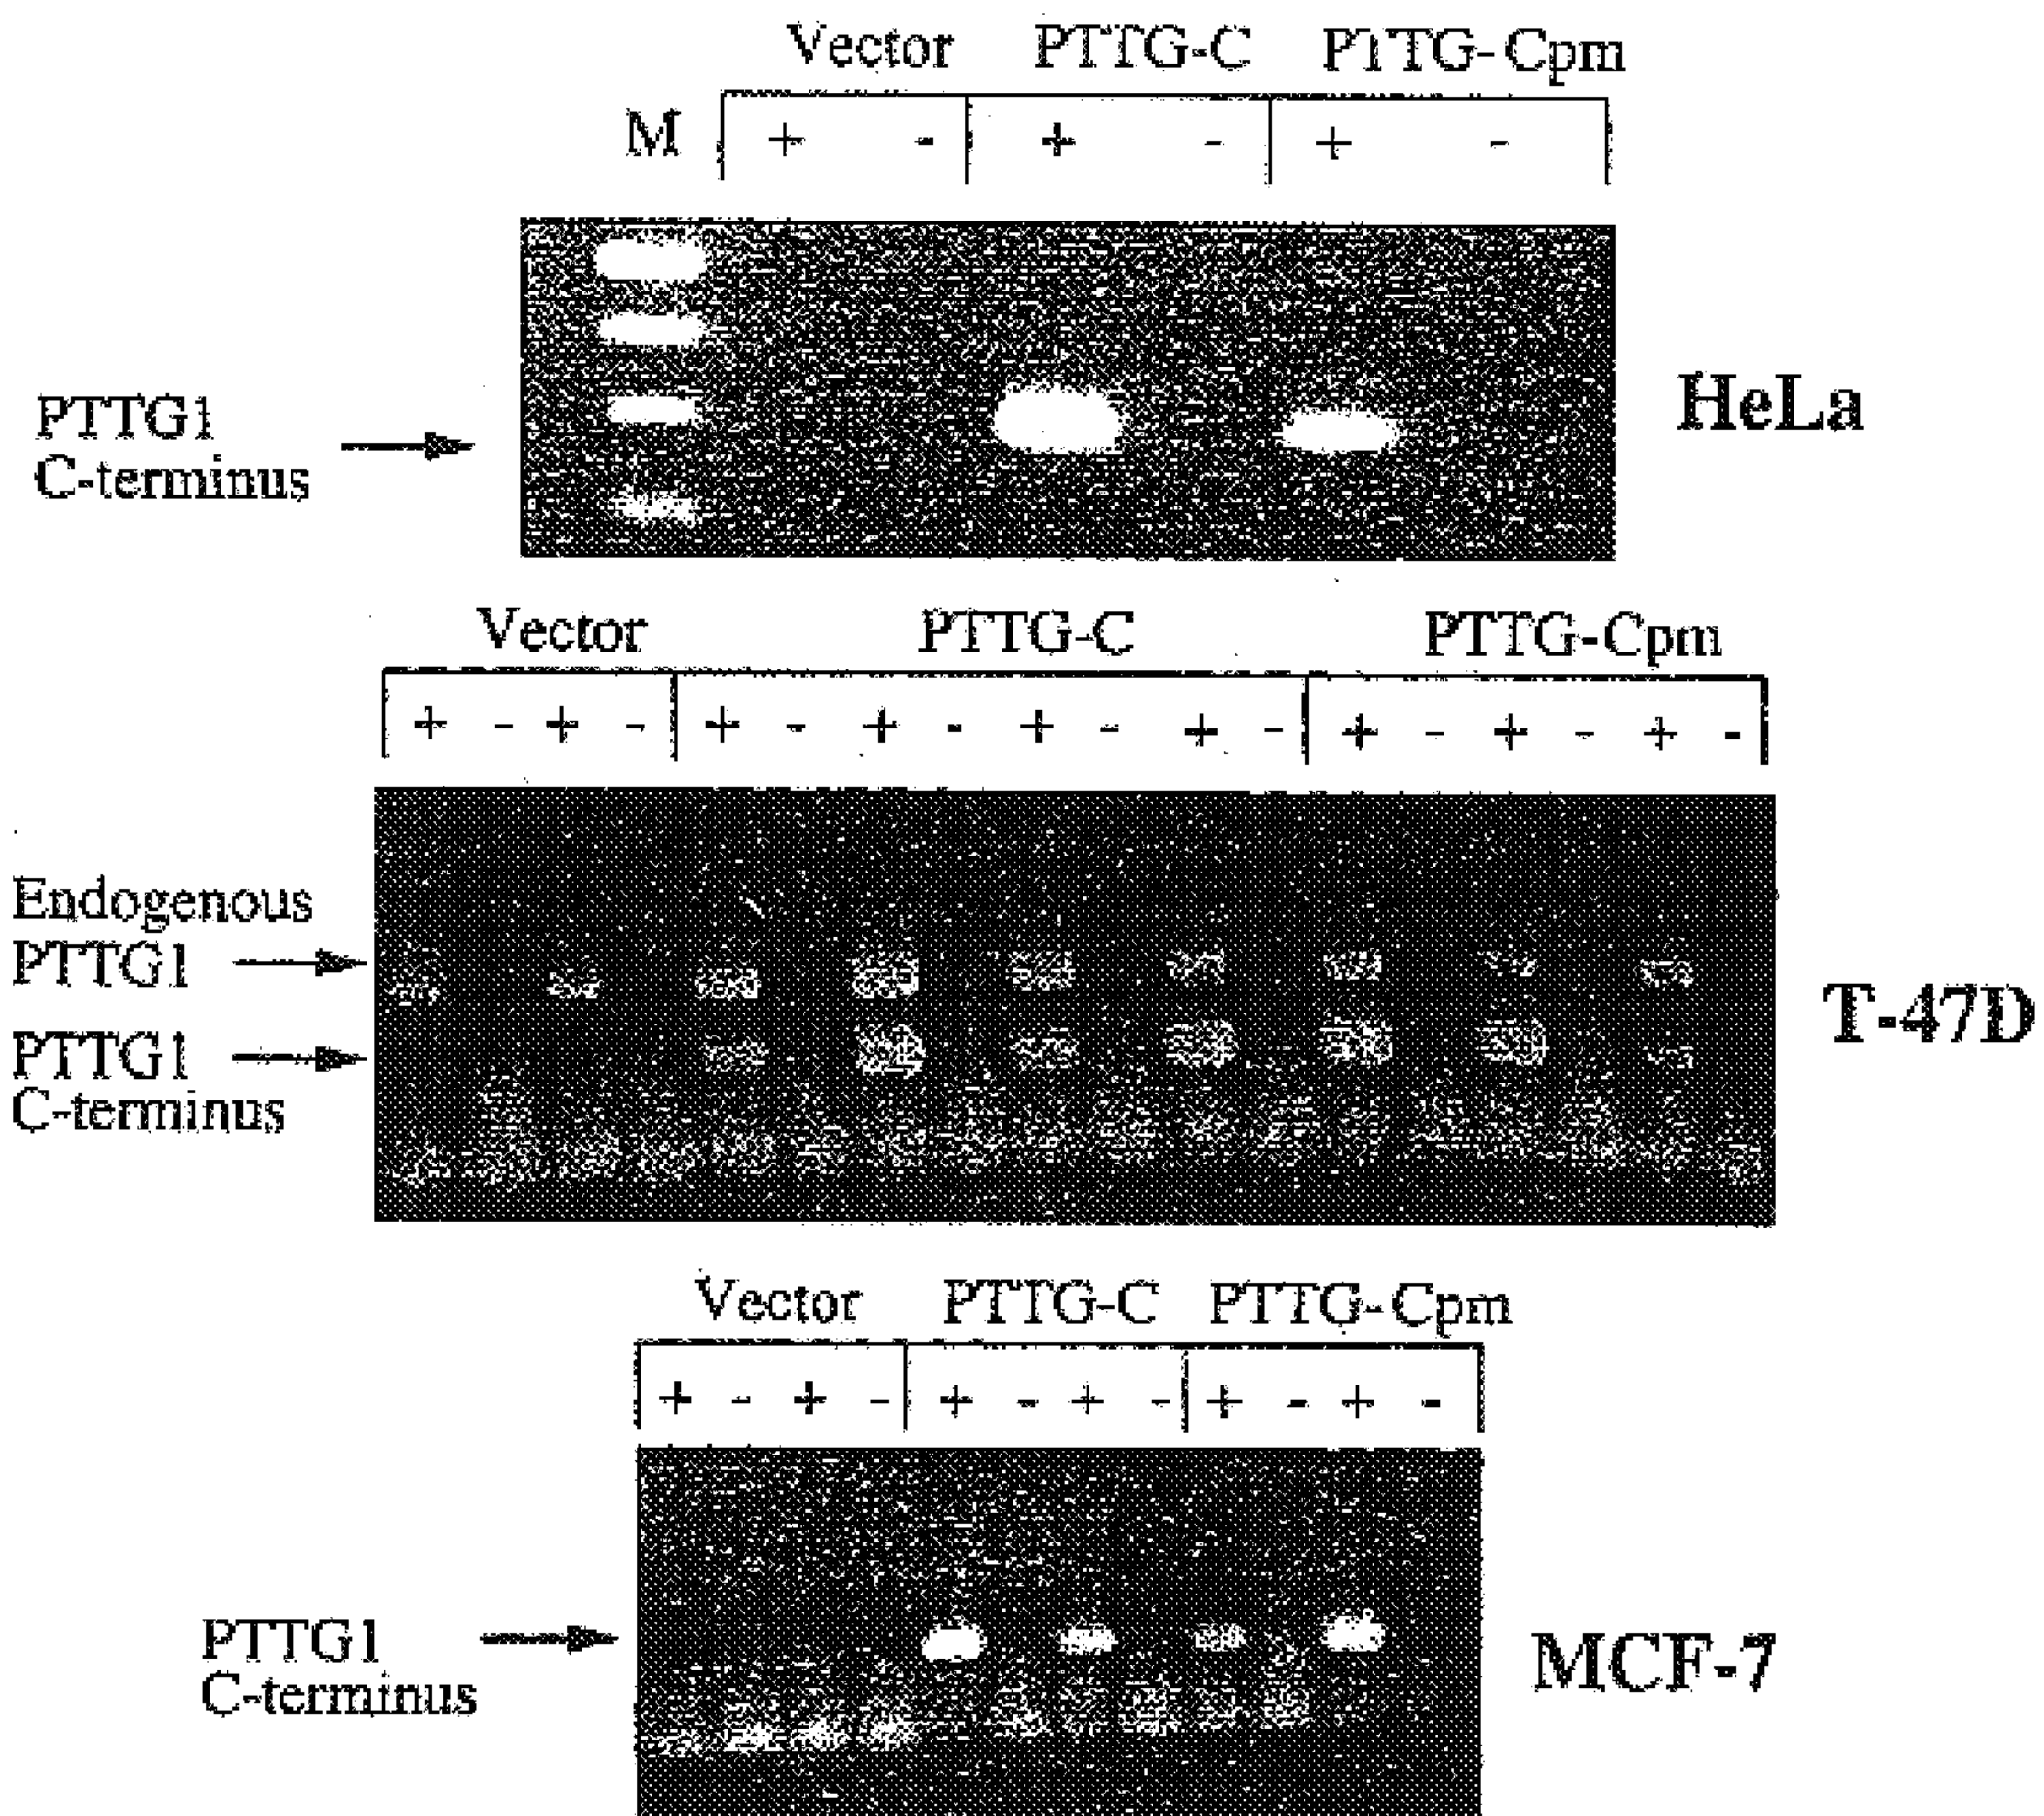 Vector PTTG-C PTTG-Cpm
M + - + - + -
PTTG1
C-terminus
HeLa
Vector PTTG-C PTTG-Cpm
+ - + - + - + - + - + - + - + - + -
Endogenous
PTTG1
PTTG1
C-terminus
T-47D
Vector PTTG-C PTTG-Cpm
+ - + - + - + - + - + -
PTTG1
C-terminus
MCF-7